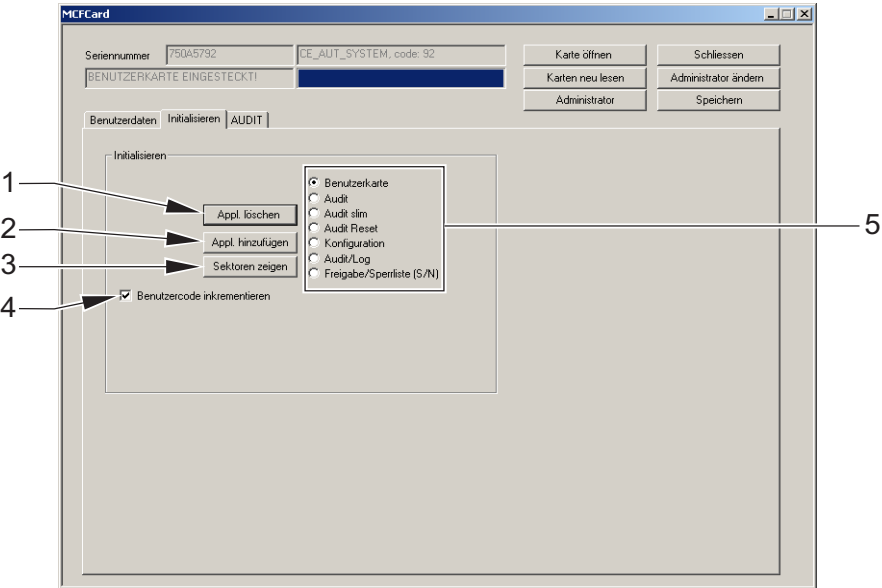 MCFCard
Seriennummer 750A5792 CE_AUT_SYSTEM, code: 92 Karte öffnen Schliessen
BENUTZERKARTE EINGESTECKT! Karten neu lesen Administrator ändern
Administrator Speichern
Benutzerdaten Initialisieren AUDIT
Initialisieren
1
2
3
4
Appl. löschen
Appl. hinzufügen
Sektoren zeigen
Benutzercode inkrementieren
Benutzerkarte
Audit
Audit slim
Audit Reset
Konfiguration
Audit/Log
Freigabe/Sperrliste (S/N)
5